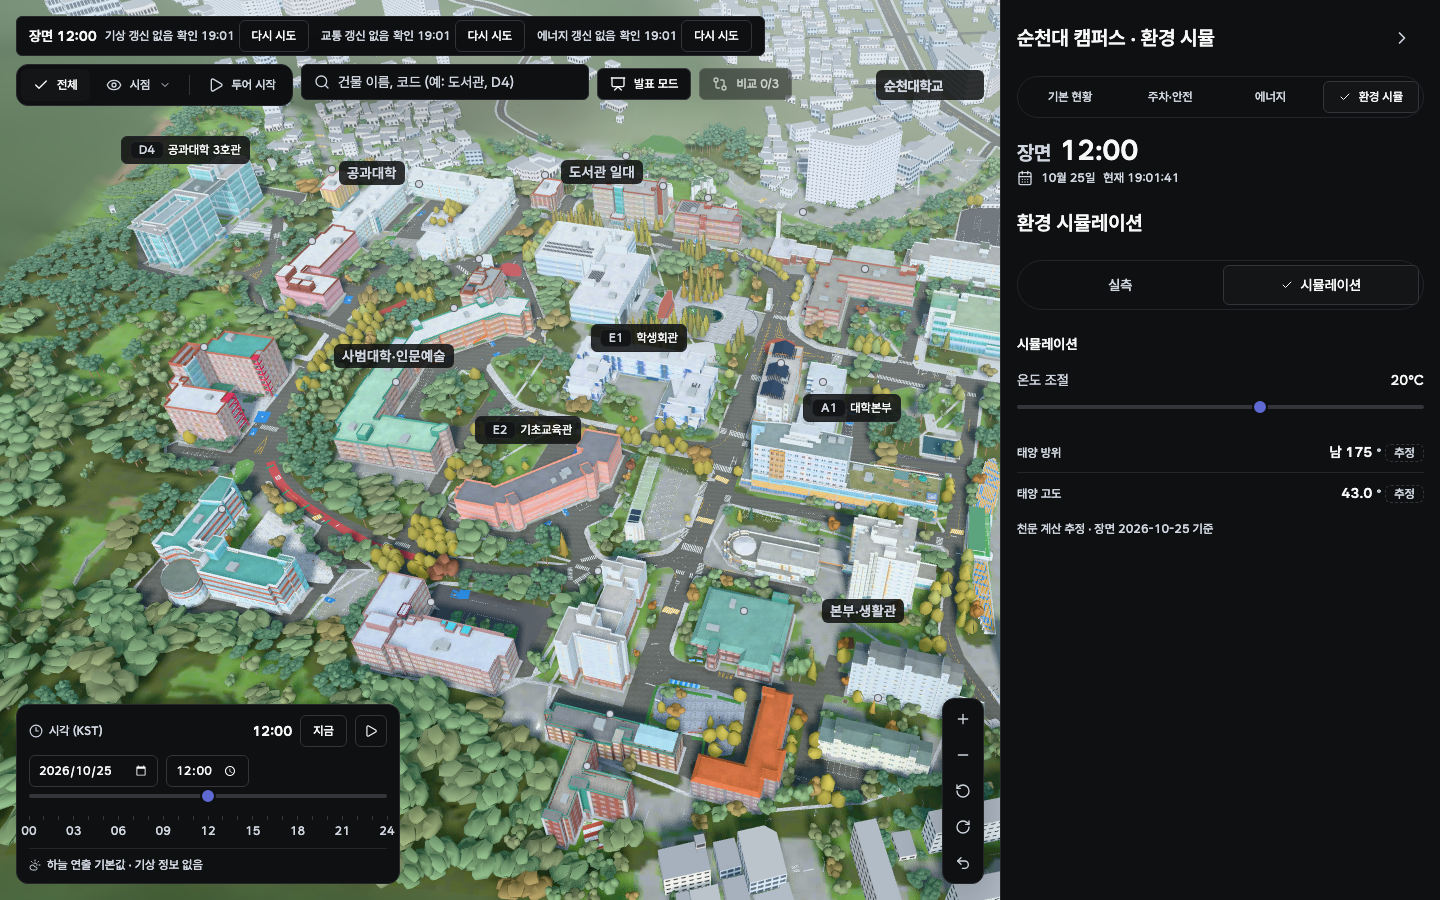 장면 12:00 기상 갱신 없음 확인 19:01 다시 시도 교통 갱신 없음 확인 19:01 다시 시도 에너지 갱신 없음 확인 19:01 다시 시도
전체 시점 투어 시작 건물 이름, 코드 (예: 도서관, D4) 발표 모드 비교 0/3 순천대학교
D4 공과대학 3호관
공과대학
도서관 일대
E1 학생회관
사범대학·인문예술
A1 대학본부
E2 기초교육관
본부·생활관
시각 (KST) 12:00 지금
2026/10/25 12:00
00 03 06 09 12 15 18 21 24
하늘 연출 기본값 · 기상 정보 없음
순천대 캠퍼스 · 환경 시뮬
기본 현황 주차·안전 에너지 환경 시뮬
장면 12:00
10월 25일 현재 19:01:41
환경 시뮬레이션
실측 시뮬레이션
시뮬레이션
온도 조절 20°C
태양 방위 남 175 ° 추정
태양 고도 43.0 ° 추정
천문 계산 추정 · 장면 2026-10-25 기준